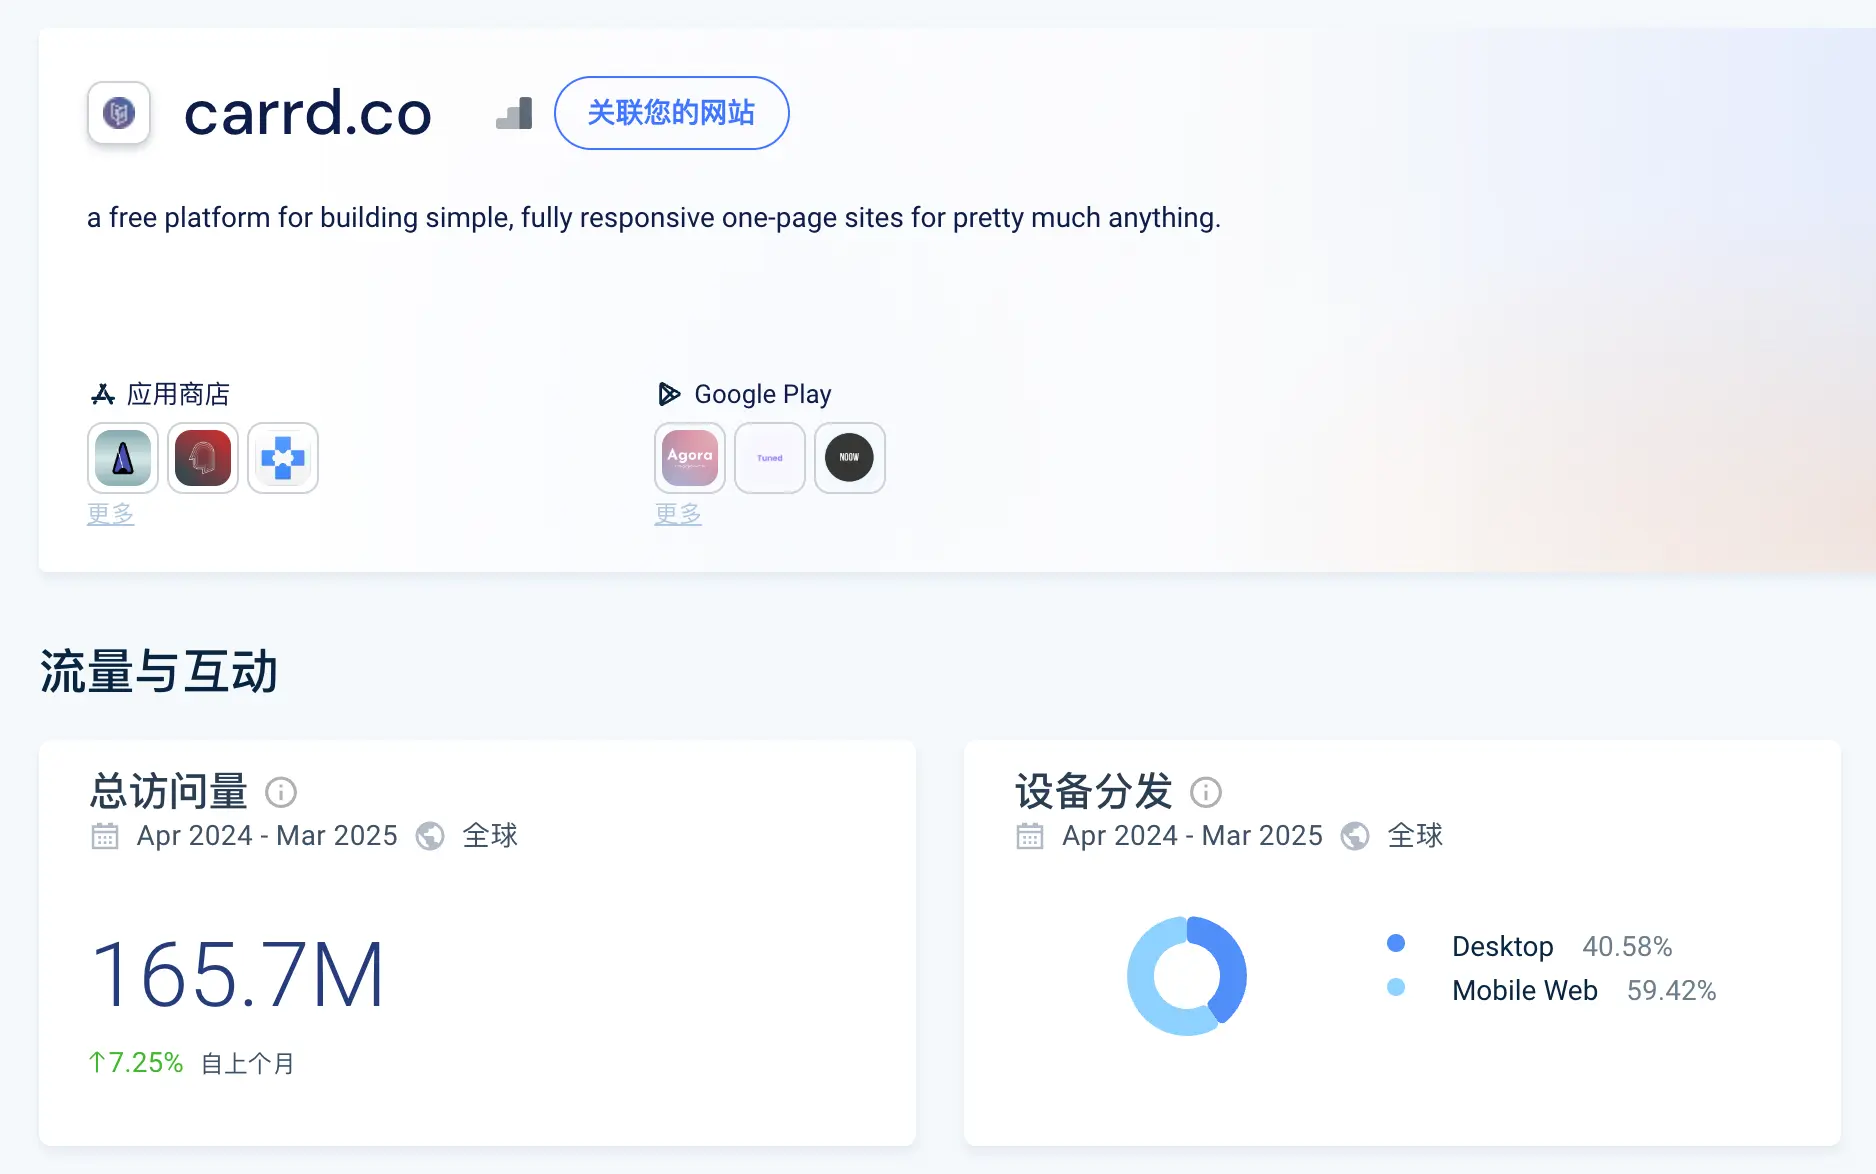 carrd.co
关联您的网站
a free platform for building simple, fully responsive one-page sites for pretty much anything.
应用商店
Google Play
Agora
Tuned
NOOW
更多
更多
流量与互动
总访问量
Apr 2024 - Mar 2025 全球
165.7M
↑7.25% 自上个月
设备分发
Apr 2024 - Mar 2025 全球
Desktop 40.58%
Mobile Web 59.42%